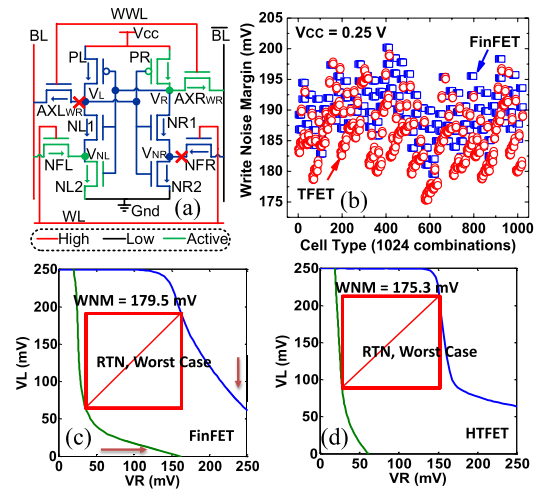 WWL
BL
Vcc
BL
PL
PR
VL
VR
AXLWR
AXRWR
NL1
NR1
NFL
VNL
VNR
NFR
NL2
NR2
Gnd
(a)
WL
High
Low
Active
VCC = 0.25 V
FinFET
TFET
(b)
Write Noise Margin (mV)
200
195
190
185
180
175
0
200
400
600
800
1000
Cell Type (1024 combinations)
250
200
150
100
50
0
VL (mV)
WNM = 179.5 mV
RTN, Worst Case
(c)
FinFET
0
50
100
150
200
250
VR (mV)
250
200
150
100
50
0
VL (mV)
WNM = 175.3 mV
RTN, Worst Case
(d)
HTFET
0
50
100
150
200
250
VR (mV)